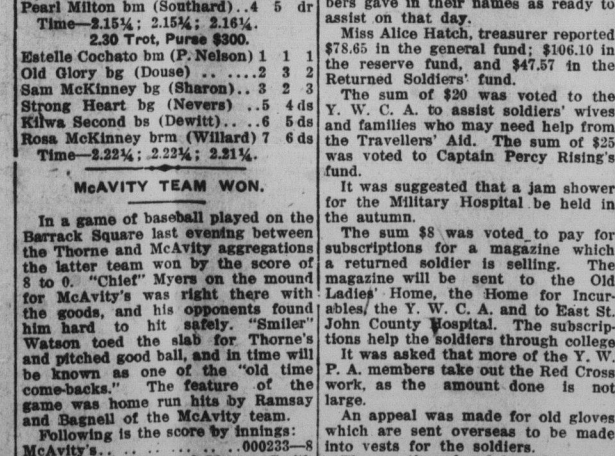 Pearl Milton bm (Southard)..4 5 dr
Time—2.15¼; 2.15¼; 2.16¼.
2.30 Trot, Purse $300.
Estelle Cochato bm (P. Nelson) 1 1 1
Old Glory bg (Douse) .. .....2 3 2
Sam McKinney bg (Sharon).. 3 2 3
Strong Heart bg (Nevers) ..5 4 ds
Kilwa Second bs (Dewitt)....6 5 ds
Rosa McKinney brm (Willard) 7 6 ds
Time—2.22¼; 2.22¼; 2.21¼.
McAVITY TEAM WON.
In a game of baseball played on the
Barrack Square last evening between
the Thorne and McAvity aggregations
the latter team won by the score of
8 to 0. "Chief" Myers on the mound
for McAvity's was right there with
the goods, and his opponents found
him hard to hit safely. "Smiler"
Watson toed the slab for Thorne's
and pitched good ball, and in time will
be known as one of the "old time
come-backs." The feature of the
game was home run hits by Ramsay
and Bagnell of the McAvity team.
Following is the score by innings:
McAvity's.. .. .. .. .. .. ..000233—8
bers gave in their names as ready to
assist on that day.
Miss Alice Hatch, treasurer reported
$78.65 in the general fund; $106.10 in
the reserve fund, and $47.57 in the
Returned Soldiers' fund.
The sum of $20 was voted to the
Y. W. C. A. to assist soldiers' wives
and families who may need help from
the Travellers' Aid. The sum of $25
was voted to Captain Percy Rising's
fund.
It was suggested that a jam shower
for the Military Hospital be held in
the autumn.
The sum $8 was voted to pay for
subscriptions for a magazine which
a returned soldier is selling. The
magazine will be sent to the Old
Ladies' Home, the Home for Incur-
ables, the Y. W. C. A. and to East St.
John County Hospital. The subscrip-
tions help the soldiers through college
It was asked that more of the Y. W.
P. A. members take out the Red Cross
work, as the amount done is not
large.
An appeal was made for old gloves
which are sent overseas to be made
into vests for the soldiers.